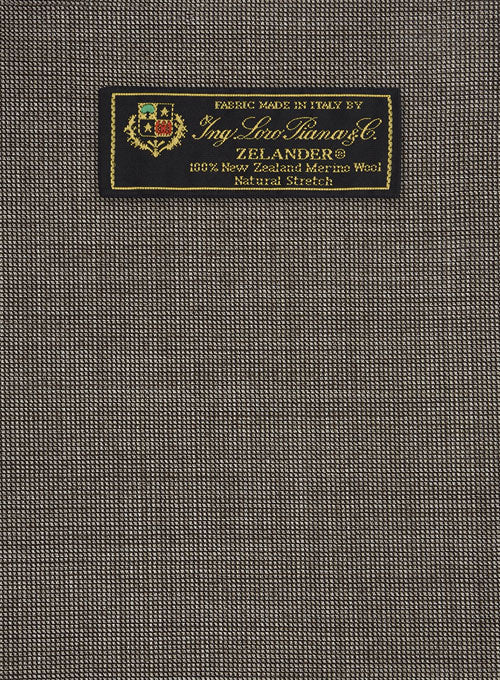 FABRIC MADE IN ITALY BY
Ing Loro Piana & C.
ZELANDER®
100% New Zealand Merino Wool
Natural Stretch